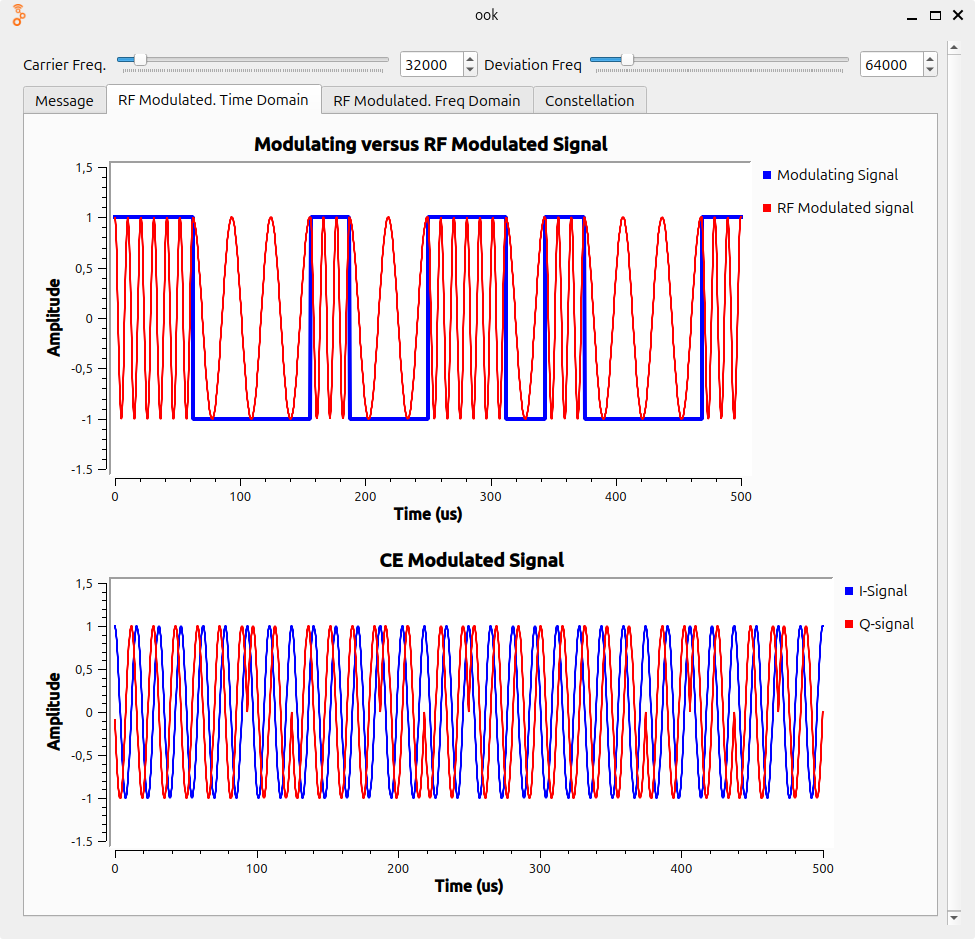 ook
Carrier Freq. 32000 Deviation Freq 64000
Message RF Modulated. Time Domain RF Modulated. Freq Domain Constellation
Modulating versus RF Modulated Signal
1,5
1
0,5
0
-0,5
-1
-1.5
Amplitude
0 100 200 300 400 500
Time (us)
Modulating Signal
RF Modulated signal
CE Modulated Signal
1,5
1
0,5
0
-0,5
-1
-1.5
Amplitude
0 100 200 300 400 500
Time (us)
I-Signal
Q-signal